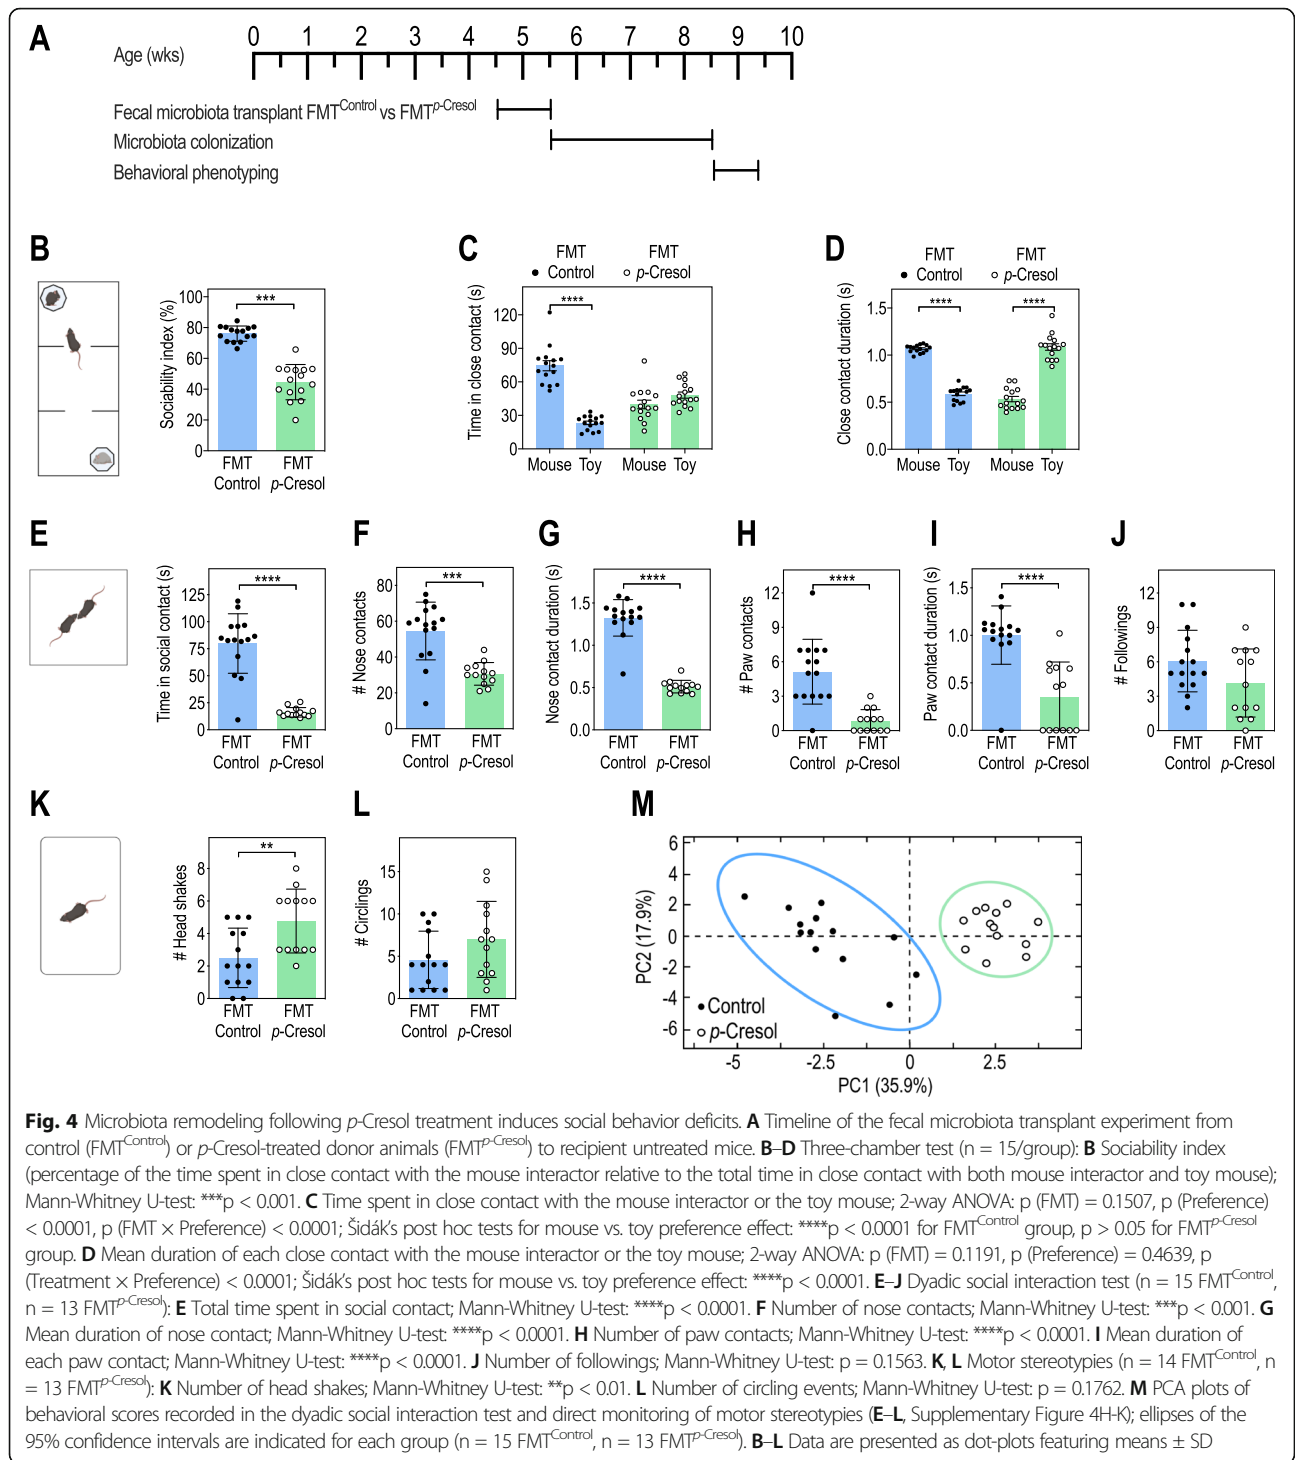 A
Age (wks)
0 1 2 3 4 5 6 7 8 9 10
Fecal microbiota transplant FMTControl vs FMTp-Cresol
Microbiota colonization
Behavioral phenotyping
B
Sociability index (%)
100
80
60
40
20
0
***
FMT Control
FMT p-Cresol
C
FMT Control
FMT p-Cresol
Time in close contact (s)
120
90
60
30
0
****
Mouse Toy Mouse Toy
D
FMT Control
FMT p-Cresol
Close contact duration (s)
1.5
1.0
0.5
0.0
**** ****
Mouse Toy Mouse Toy
E
Time in social contact (s)
125
100
75
50
25
0
****
FMT Control
FMT p-Cresol
F
# Nose contacts
80
60
40
20
0
***
FMT Control
FMT p-Cresol
G
Nose contact duration (s)
1.5
1.0
0.5
0.0
****
FMT Control
FMT p-Cresol
H
# Paw contacts
12
9
6
3
0
****
FMT Control
FMT p-Cresol
I
Paw contact duration (s)
1.5
1.0
0.5
0.0
****
FMT Control
FMT p-Cresol
J
# Followings
12
9
6
3
0
FMT Control
FMT p-Cresol
K
# Head shakes
8
6
4
2
0
**
FMT Control
FMT p-Cresol
L
# Circlings
15
10
5
0
FMT Control
FMT p-Cresol
M
PC2 (17.9%)
6
4
2
0
-2
-4
-6
Control
p-Cresol
-5 -2.5 0 2.5
PC1 (35.9%)
Fig. 4 Microbiota remodeling following p-Cresol treatment induces social behavior deficits. A Timeline of the fecal microbiota transplant experiment from
control (FMTControl) or p-Cresol-treated donor animals (FMTp-Cresol) to recipient untreated mice. B–D Three-chamber test (n = 15/group): B Sociability index
(percentage of the time spent in close contact with the mouse interactor relative to the total time in close contact with both mouse interactor and toy mouse);
Mann-Whitney U-test: ***p < 0.001. C Time spent in close contact with the mouse interactor or the toy mouse; 2-way ANOVA: p (FMT) = 0.1507, p (Preference)
< 0.0001, p (FMT × Preference) < 0.0001; Šidák's post hoc tests for mouse vs. toy preference effect: ****p < 0.0001 for FMTControl group, p > 0.05 for FMTp-Cresol
group. D Mean duration of each close contact with the mouse interactor or the toy mouse; 2-way ANOVA: p (FMT) = 0.1191, p (Preference) = 0.4639, p
(Treatment × Preference) < 0.0001; Šidák's post hoc tests for mouse vs. toy preference effect: ****p < 0.0001. E–J Dyadic social interaction test (n = 15 FMTControl,
n = 13 FMTp-Cresol): E Total time spent in social contact; Mann-Whitney U-test: ****p < 0.0001. F Number of nose contacts; Mann-Whitney U-test: ***p < 0.001. G
Mean duration of nose contact; Mann-Whitney U-test: ****p < 0.0001. H Number of paw contacts; Mann-Whitney U-test: ****p < 0.0001. I Mean duration of
each paw contact; Mann-Whitney U-test: ****p < 0.0001. J Number of followings; Mann-Whitney U-test: p = 0.1563. K, L Motor stereotypies (n = 14 FMTControl, n
= 13 FMTp-Cresol): K Number of head shakes; Mann-Whitney U-test: **p < 0.01. L Number of circling events; Mann-Whitney U-test: p = 0.1762. M PCA plots of
behavioral scores recorded in the dyadic social interaction test and direct monitoring of motor stereotypies (E–L, Supplementary Figure 4H-K); ellipses of the
95% confidence intervals are indicated for each group (n = 15 FMTControl, n = 13 FMTp-Cresol). B–L Data are presented as dot-plots featuring means ± SD